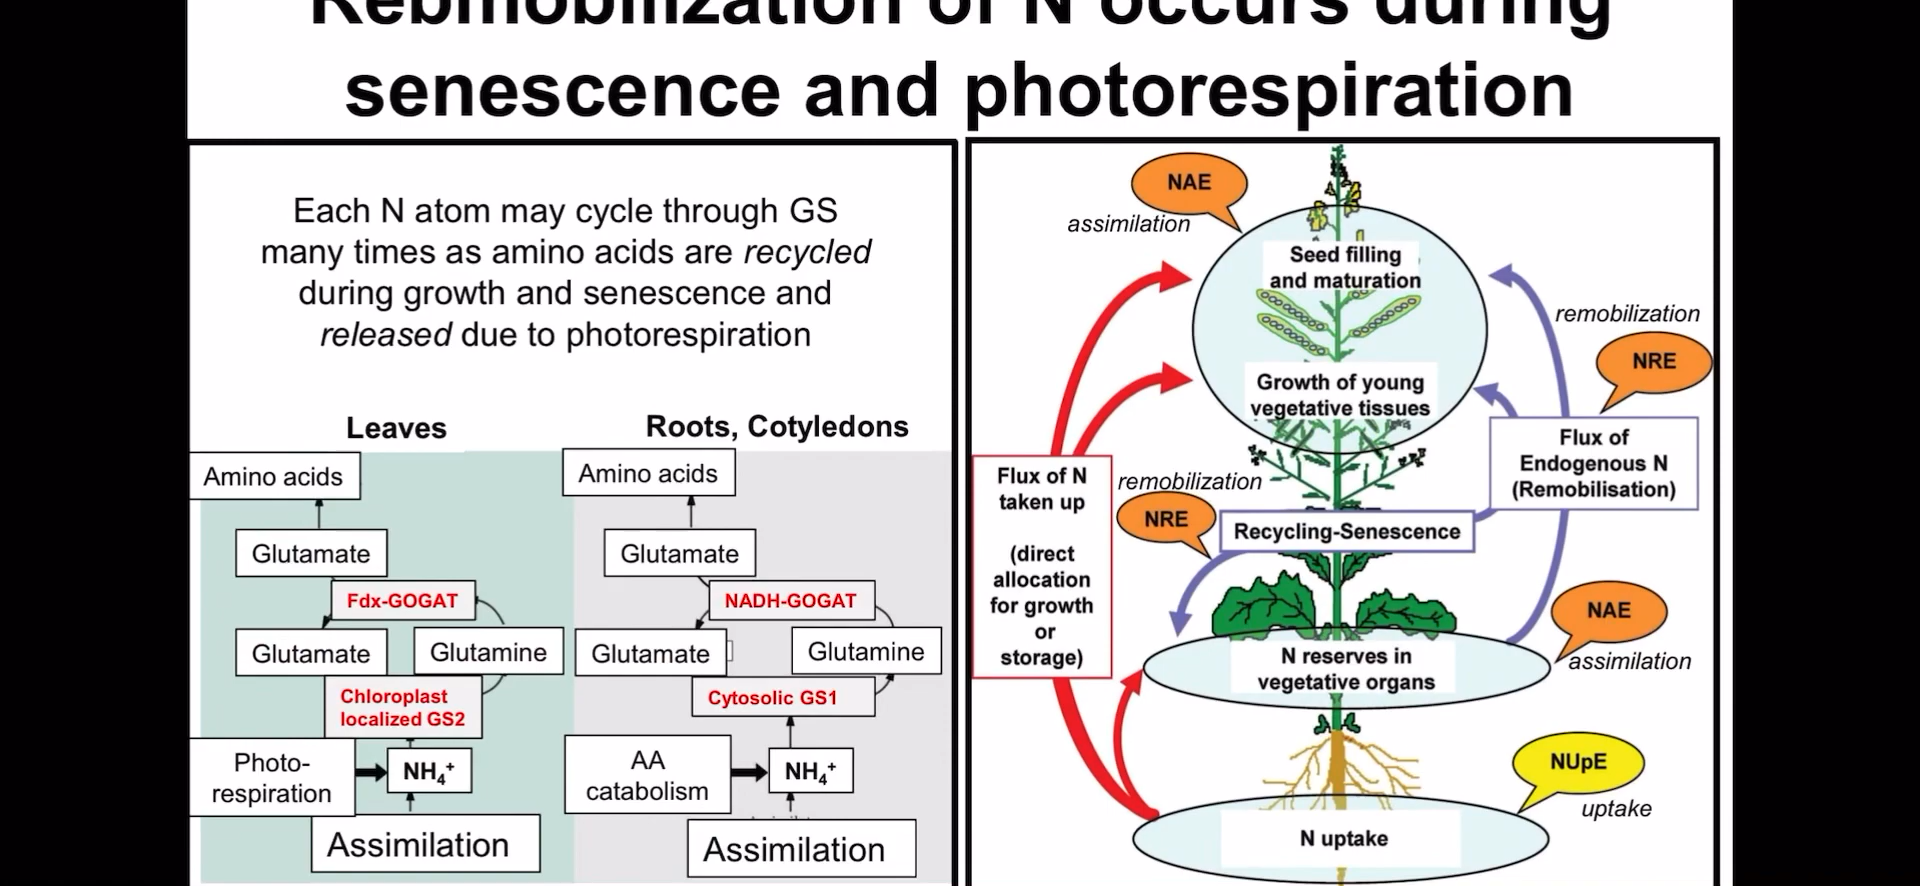 Rebmobilization of N occurs during
senescence and photorespiration
Each N atom may cycle through GS
many times as amino acids are recycled
during growth and senescence and
released due to photorespiration
Leaves
Amino acids
Glutamate
Fdx-GOGAT
Glutamate
Glutamine
Chloroplast
localized GS2
Photo-
respiration
NH4+
Assimilation
Roots, Cotyledons
Amino acids
Glutamate
NADH-GOGAT
Glutamate
Glutamine
Cytosolic GS1
AA
catabolism
NH4+
Assimilation
NAE
assimilation
Seed filling
and maturation
remobilization
NRE
Growth of young
vegetative tissues
Flux of
Endogenous N
(Remobilisation)
Flux of N
taken up
(direct
allocation
for growth
or
storage)
remobilization
NRE
Recycling-Senescence
NAE
assimilation
N reserves in
vegetative organs
NUpE
uptake
N uptake